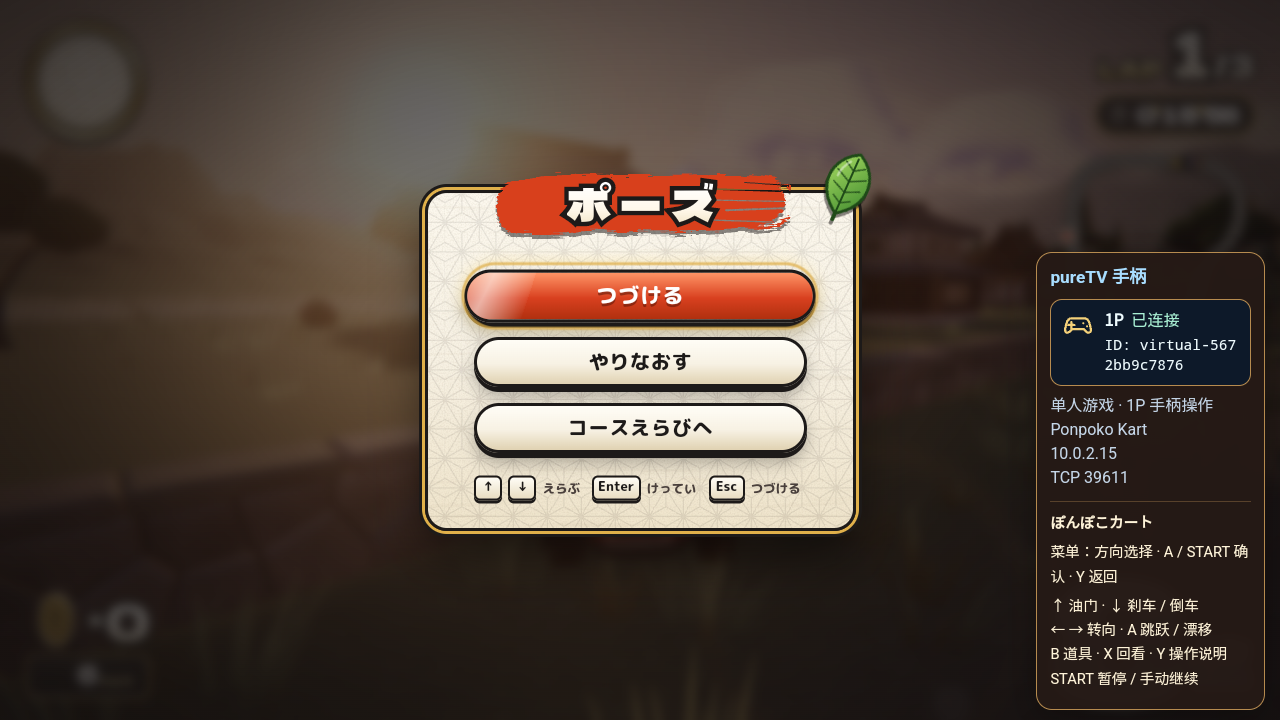 ポーズ
つづける
やりなおす
コースえらびへ
↑ ↓ えらぶ Enter けってい Esc つづける
1
pureTV 手柄
1P 已连接
ID: virtual-567
2bb9c7876
单人游戏 · 1P 手柄操作
Ponpoko Kart
10.0.2.15
TCP 39611
ぽんぽこカート
菜单：方向选择 · A / START 确
认 · Y 返回
↑ 油门 · ↓ 刹车 / 倒车
← → 转向 · A 跳跃 / 漂移
B 道具 · X 回看 · Y 操作说明
START 暂停 / 手动继续